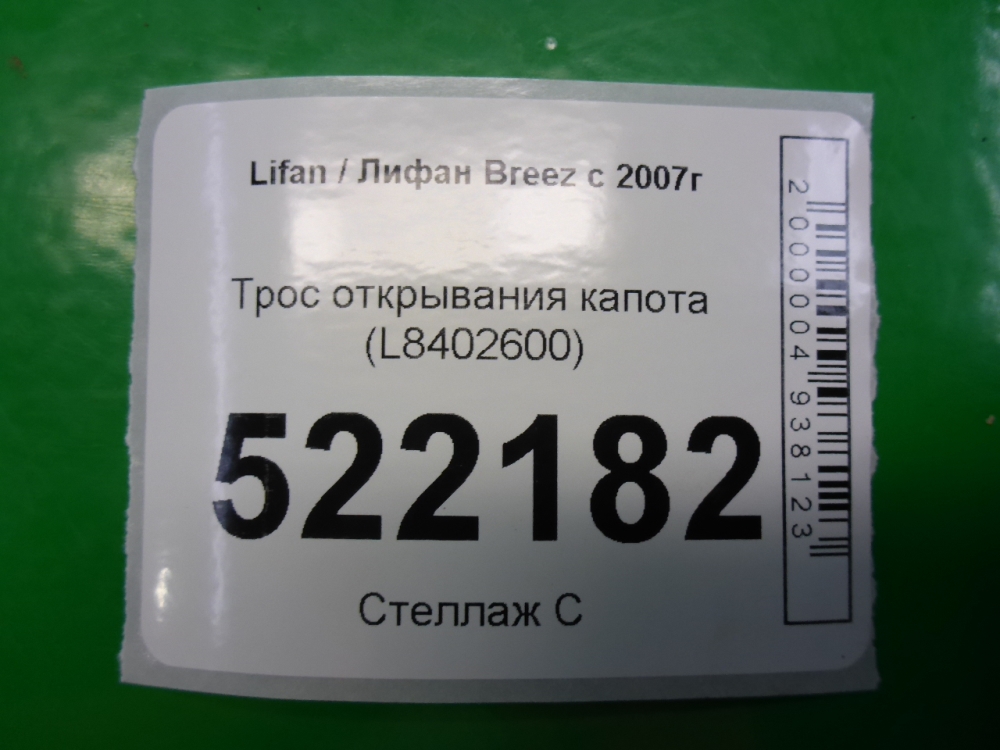 Lifan / Лифан Breez с 2007г
Трос открывания капота
(L8402600)
522182
Стеллаж С
2000004938123